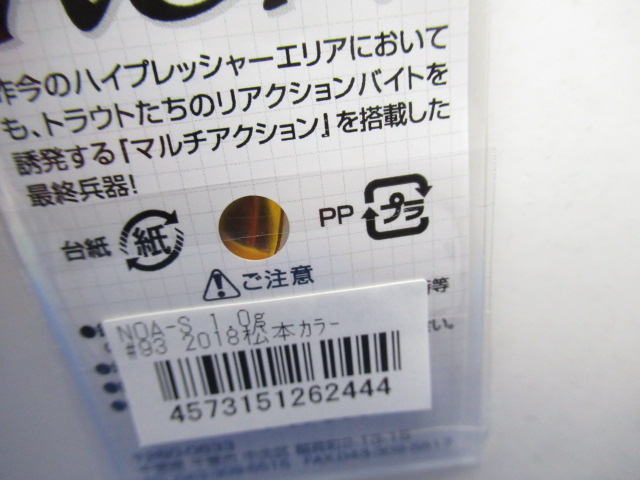 昨今のハイプレッシャーエリアにおいて
も、トラウトたちのリアクションバイトを
誘発する「マルチアクション」を搭載した
最終兵器!
台紙 紙 PP プラ
ご注意
等
NOA-S 1.0g
#93 2018松本カラー
さい。
4573151262444